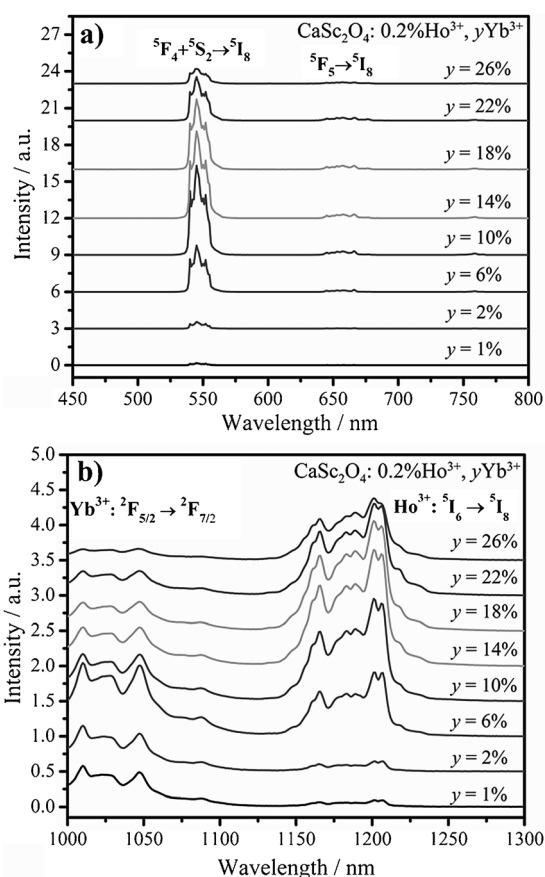 a)
CaSc₂O₄: 0.2%Ho³⁺, yYb³⁺
⁵F₄+⁵S₂→⁵I₈
⁵F₅→⁵I₈
y = 26%
y = 22%
y = 18%
y = 14%
y = 10%
y = 6%
y = 2%
y = 1%
27
24
21
18
15
12
9
6
3
0
Intensity / a.u.
450 500 550 600 650 700 750 800
Wavelength / nm
b)
CaSc₂O₄: 0.2%Ho³⁺, yYb³⁺
Yb³⁺: ²F₅/₂ → ²F₇/₂
Ho³⁺: ⁵I₆ → ⁵I₈
y = 26%
y = 22%
y = 18%
y = 14%
y = 10%
y = 6%
y = 2%
y = 1%
5.0
4.5
4.0
3.5
3.0
2.5
2.0
1.5
1.0
0.5
0.0
Intensity / a.u.
1000 1050 1100 1150 1200 1250 1300
Wavelength / nm